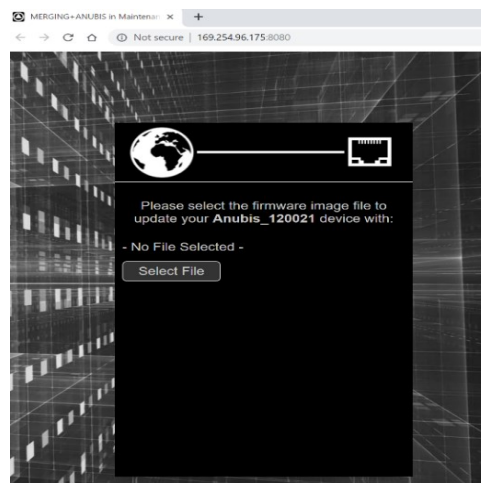 MERGING+ANUBIS in Maintenan
Not secure | 169.254.96.175:8080
Please select the firmware image file to
update your Anubis_120021 device with:
- No File Selected -
Select File